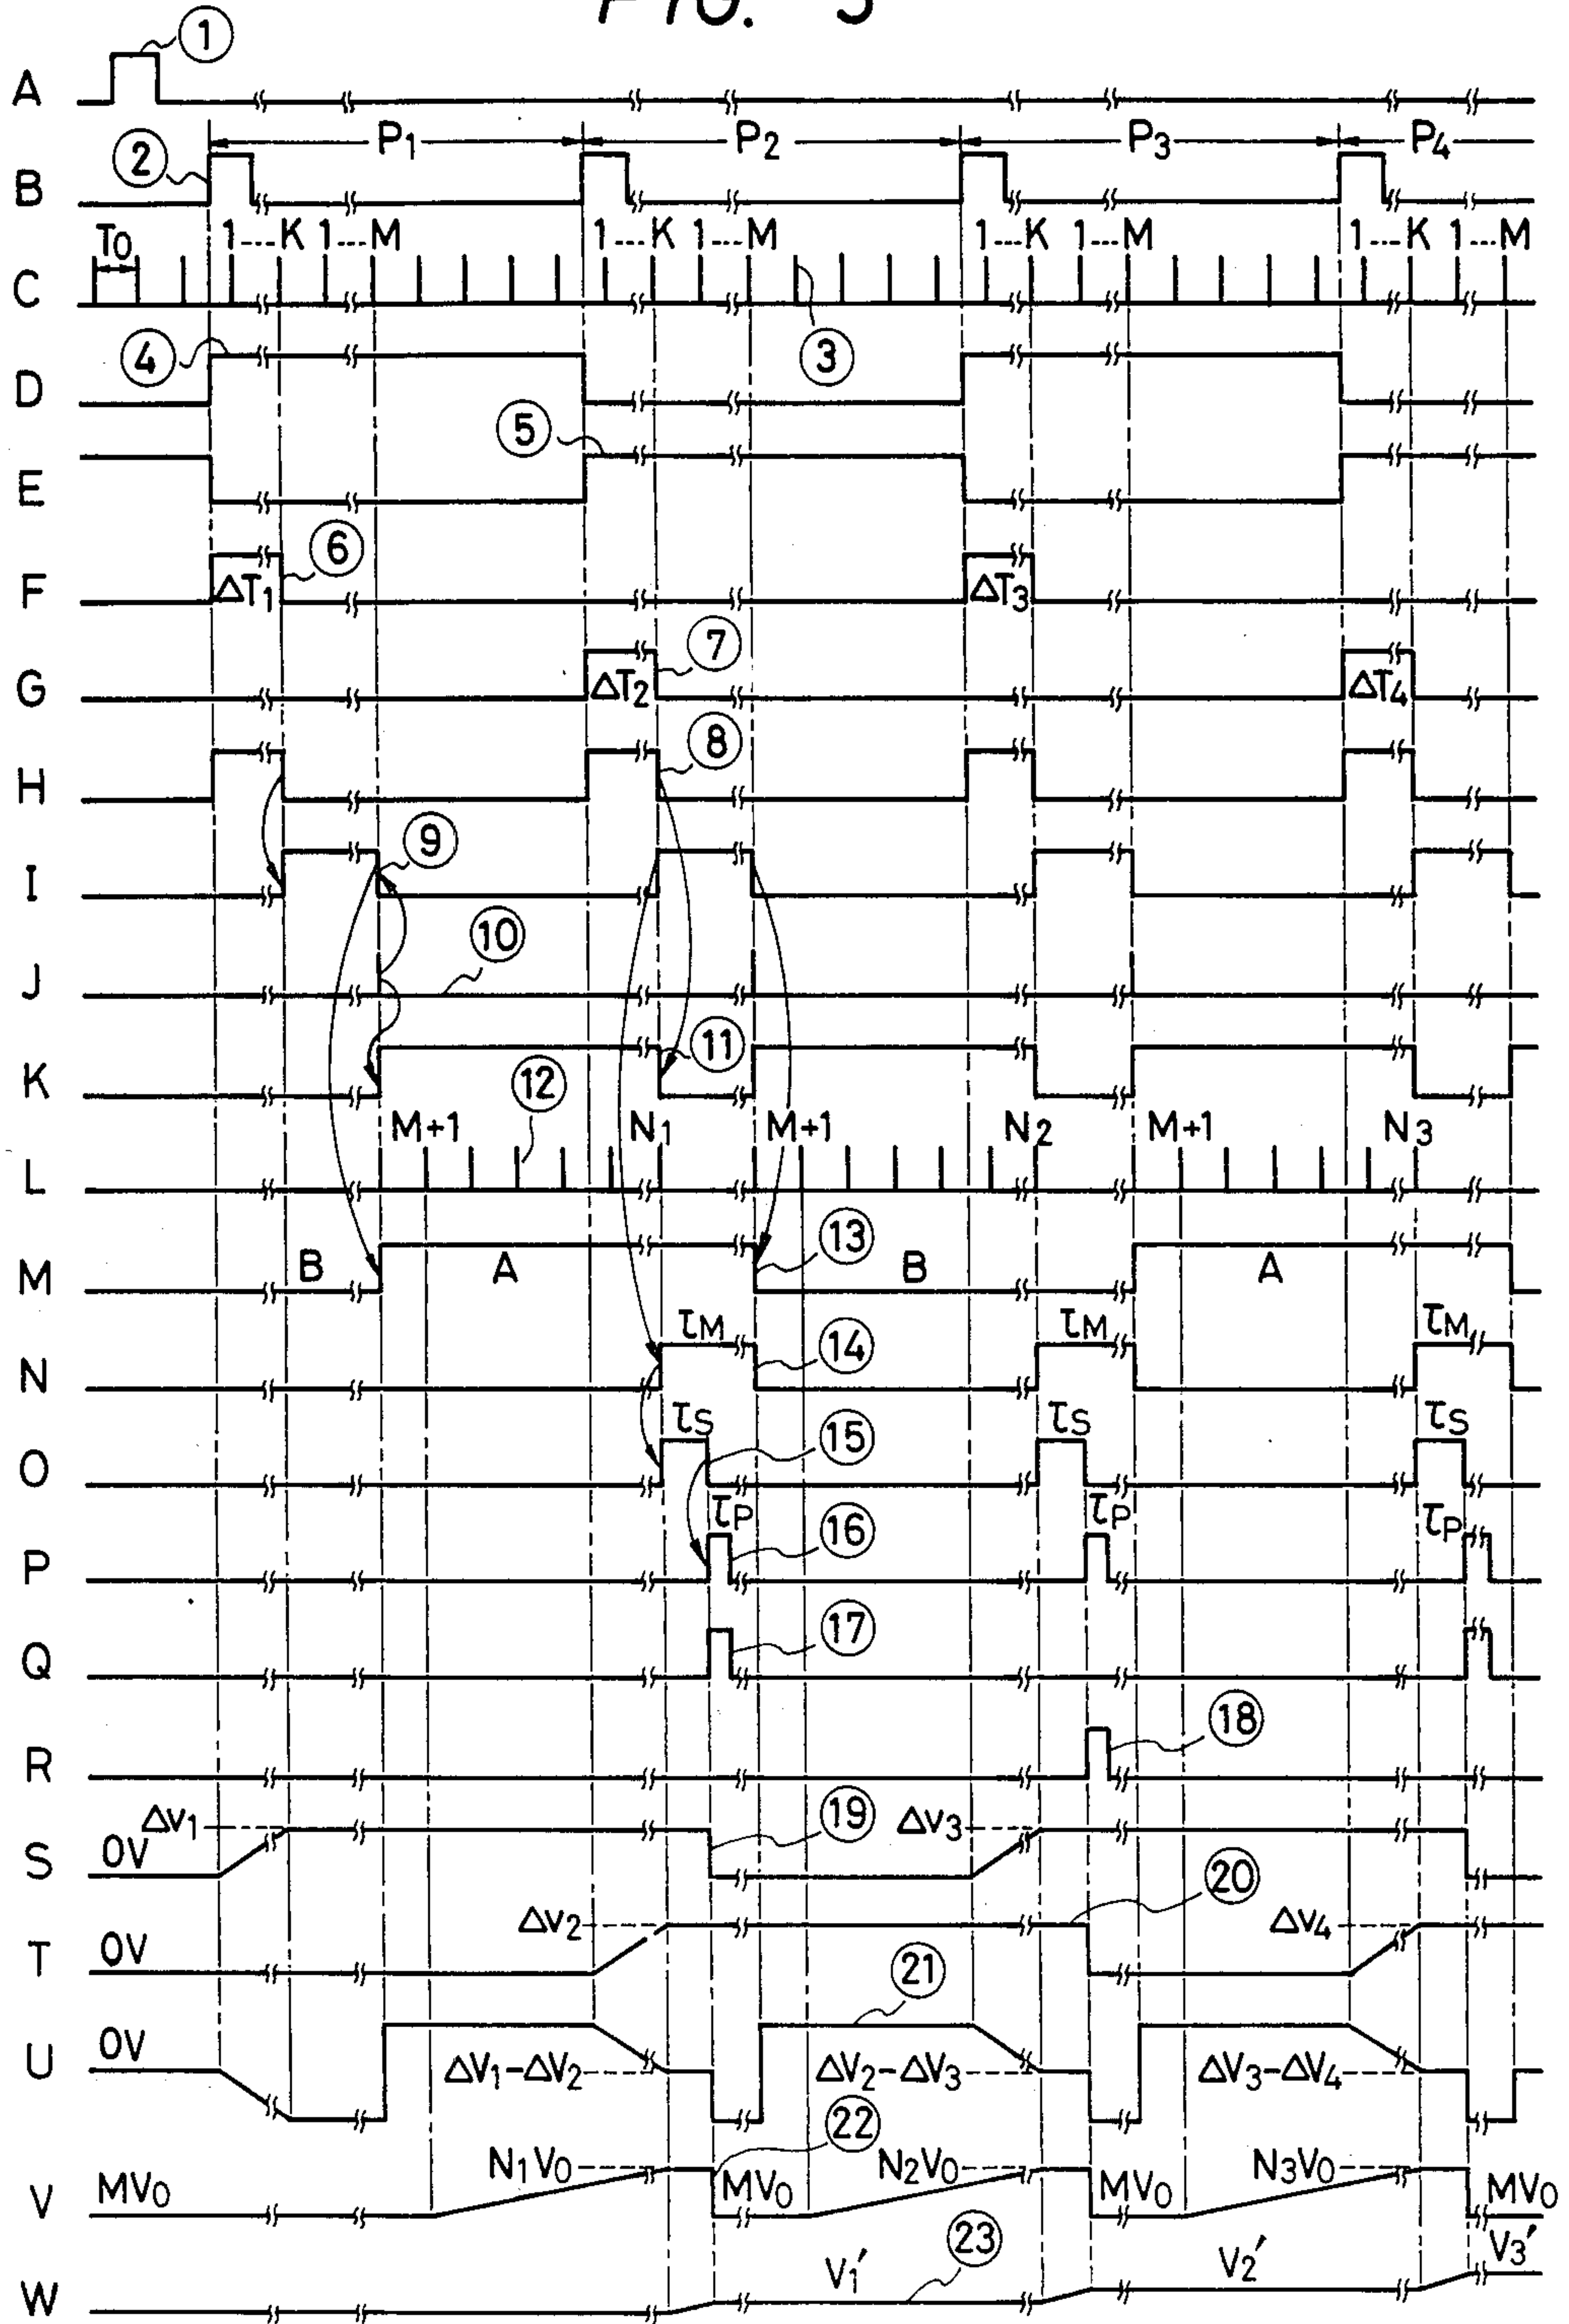 FIG. 5
①
A
P₁ P₂ P₃ P₄
②
B
T₀ 1---K 1---M 1---K 1---M 1---K 1---M 1---K 1---M
C
③
④
D
⑤
E
⑥
F ΔT₁ ΔT₃
⑦
G ΔT₂ ΔT₄
⑧
H
⑨
I
⑩
J
⑪
K
⑫
M+1 N₁ M+1 N₂ M+1 N₃
L
⑬
M B A B A
τM τM τM
N ⑭
τS τS τS
O ⑮
τP τP τP
P ⑯
Q ⑰
R ⑱
Δv₁ ⑲ Δv₃
S 0V
⑳
Δv₂ Δv₄
T 0V
㉑
U 0V ΔV₁-ΔV₂ ΔV₂-ΔV₃ ΔV₃-ΔV₄
㉒
N₁V₀ N₂V₀ N₃V₀
V MV₀ MV₀ MV₀ MV₀
㉓
V₁′ V₂′ V₃′
W